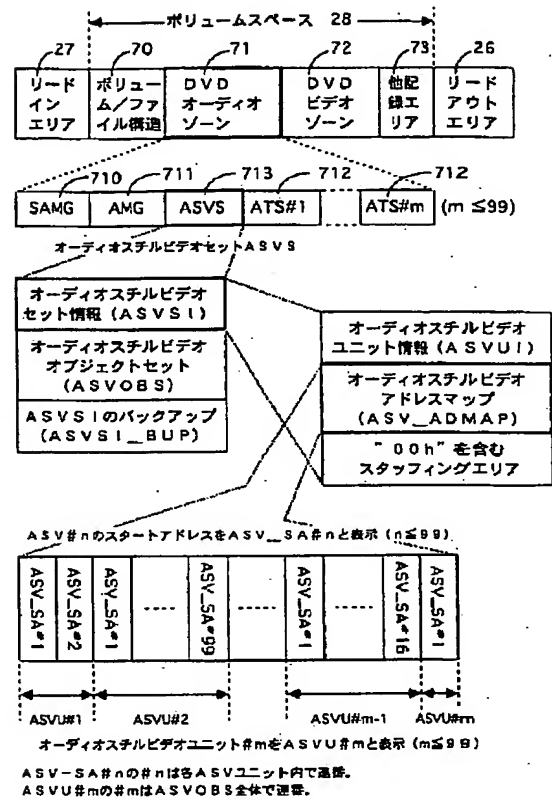 ボリュームスペース 28
27 70 71 72 73 26
リード
イン
エリア
ボリュー
ム/ファ
イル構造
DVD
オーディオ
ゾーン
DVD
ビデオ
ゾーン
他記
録エ
リア
リード
アウト
エリア
710 711 713 712 712
SAMG AMG ASVS ATS#1 ATS#m (m≦99)
オーディオスチルビデオセットASVS
オーディオスチルビデオ
セット情報(ASVSI)
オーディオスチルビデオ
オブジェクトセット
(ASVOBS)
ASVSIのバックアップ
(ASVSI_BUP)
オーディオスチルビデオ
ユニット情報(ASVUI)
オーディオスチルビデオ
アドレスマップ
(ASV_ADMAP)
"00h"を含む
スタッフィングエリア
ASV#nのスタートアドレスをASV_SA#nと表示(n≦99)
ASV_SA#1 ASV_SA#2 ASV_SA#1 ASV_SA#99 ASV_SA#1 ASV_SA#16 ASV_SA#1
ASVU#1 ASVU#2 ASVU#m-1 ASVU#m
オーディオスチルビデオユニット#mをASVU#mと表示(m≦99)
ASV-SA#nの#nは各ASVユニット内で連番。
ASVU#mの#mはASVOBS全体で連番。